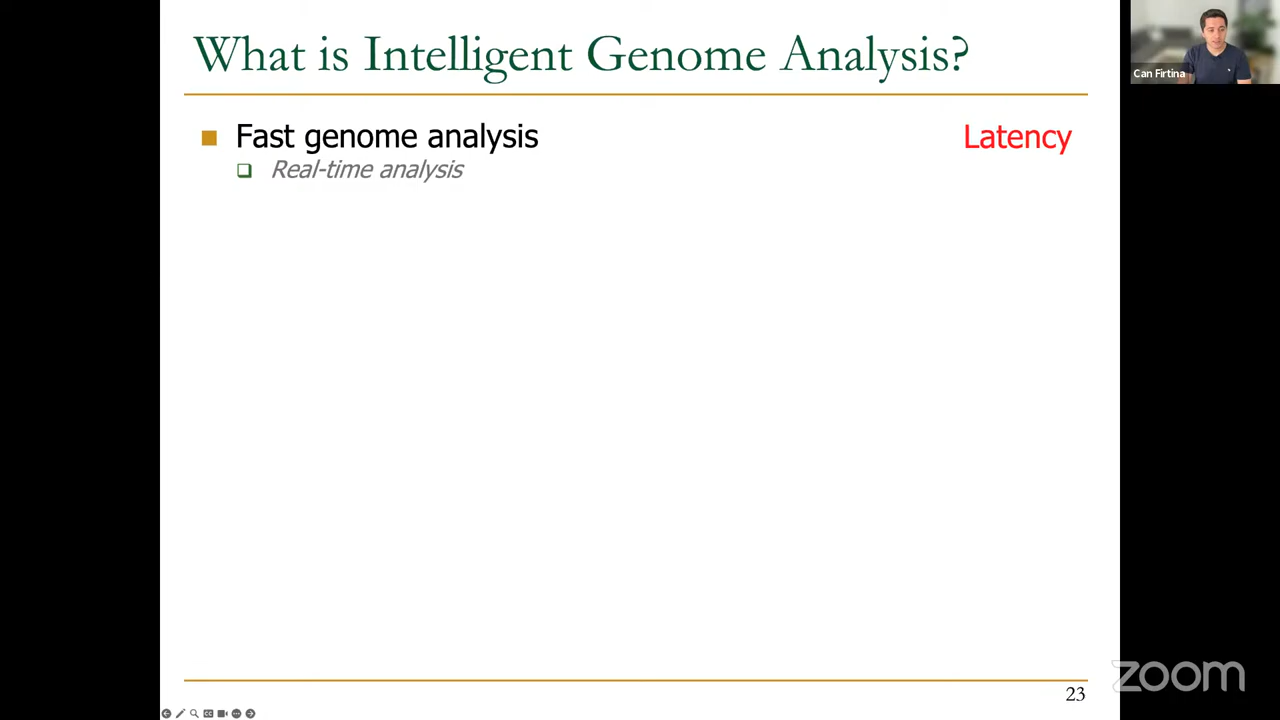 What is Intelligent Genome Analysis?
Can Firtina
Fast genome analysis Latency
Real-time analysis
23
zoom